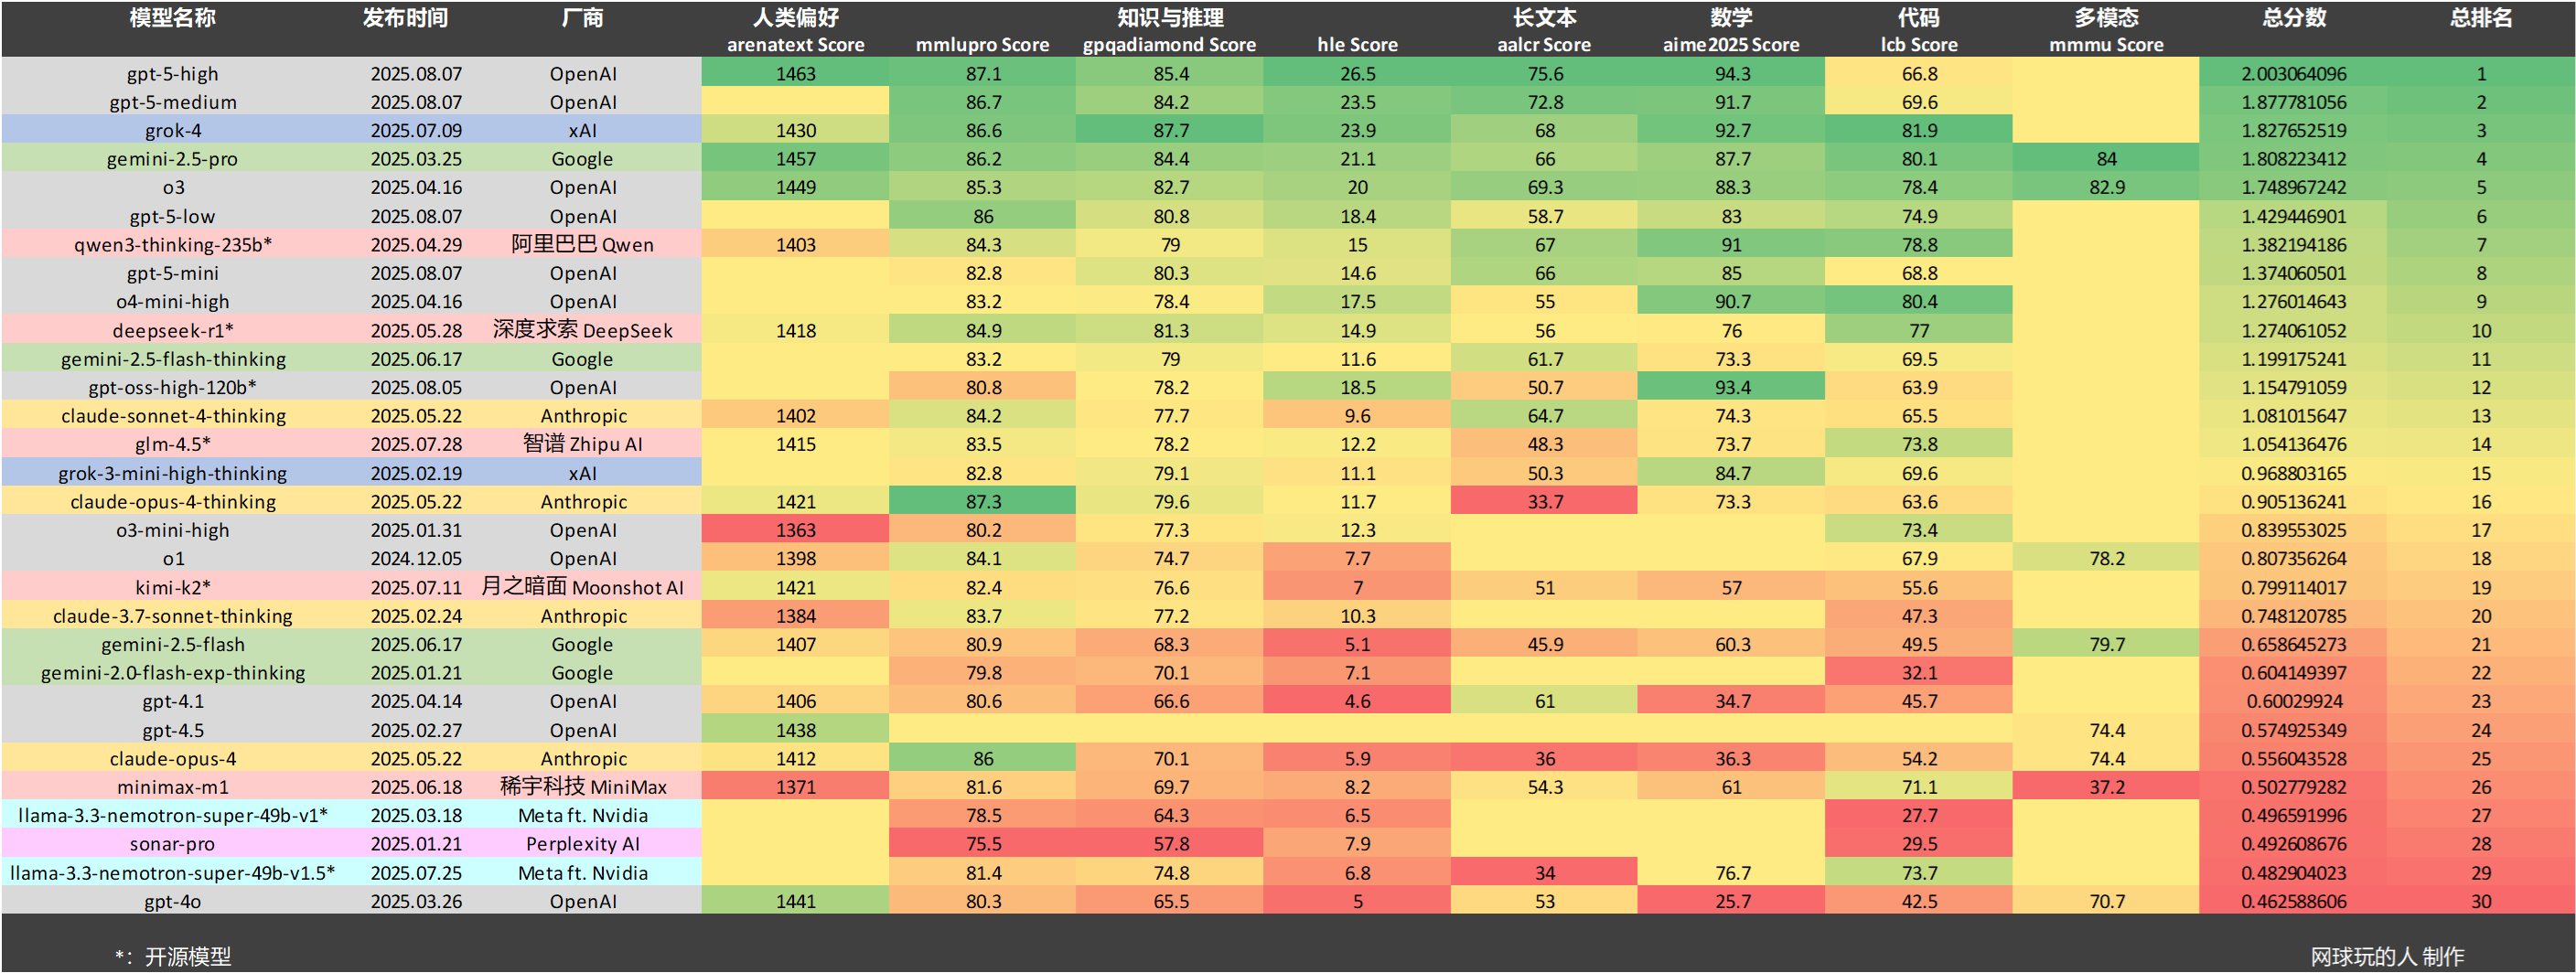 模型名称 发布时间 厂商 人类偏好 知识与推理 长文本 数学 代码 多模态 总分数 总排名
arenatext Score mmlupro Score gpqadiamond Score hle Score aalcr Score aime2025 Score lcb Score mmmu Score
gpt-5-high 2025.08.07 OpenAI 1463 87.1 85.4 26.5 75.6 94.3 66.8 2.003064096 1
gpt-5-medium 2025.08.07 OpenAI 86.7 84.2 23.5 72.8 91.7 69.6 1.877781056 2
grok-4 2025.07.09 xAI 1430 86.6 87.7 23.9 68 92.7 81.9 1.827652519 3
gemini-2.5-pro 2025.03.25 Google 1457 86.2 84.4 21.1 66 87.7 80.1 84 1.808223412 4
o3 2025.04.16 OpenAI 1449 85.3 82.7 20 69.3 88.3 78.4 82.9 1.748967242 5
gpt-5-low 2025.08.07 OpenAI 86 80.8 18.4 58.7 83 74.9 1.429446901 6
qwen3-thinking-235b* 2025.04.29 阿里巴巴 Qwen 1403 84.3 79 15 67 91 78.8 1.382194186 7
gpt-5-mini 2025.08.07 OpenAI 82.8 80.3 14.6 66 85 68.8 1.374060501 8
o4-mini-high 2025.04.16 OpenAI 83.2 78.4 17.5 55 90.7 80.4 1.276014643 9
deepseek-r1* 2025.05.28 深度求索 DeepSeek 1418 84.9 81.3 14.9 56 76 77 1.274061052 10
gemini-2.5-flash-thinking 2025.06.17 Google 83.2 79 11.6 61.7 73.3 69.5 1.199175241 11
gpt-oss-high-120b* 2025.08.05 OpenAI 80.8 78.2 18.5 50.7 93.4 63.9 1.154791059 12
claude-sonnet-4-thinking 2025.05.22 Anthropic 1402 84.2 77.7 9.6 64.7 74.3 65.5 1.081015647 13
glm-4.5* 2025.07.28 智谱 Zhipu AI 1415 83.5 78.2 12.2 48.3 73.7 73.8 1.054136476 14
grok-3-mini-high-thinking 2025.02.19 xAI 82.8 79.1 11.1 50.3 84.7 69.6 0.968803165 15
claude-opus-4-thinking 2025.05.22 Anthropic 1421 87.3 79.6 11.7 33.7 73.3 63.6 0.905136241 16
o3-mini-high 2025.01.31 OpenAI 1363 80.2 77.3 12.3 73.4 0.839553025 17
o1 2024.12.05 OpenAI 1398 84.1 74.7 7.7 67.9 78.2 0.807356264 18
kimi-k2* 2025.07.11 月之暗面 Moonshot AI 1421 82.4 76.6 7 51 57 55.6 0.799114017 19
claude-3.7-sonnet-thinking 2025.02.24 Anthropic 1384 83.7 77.2 10.3 47.3 0.748120785 20
gemini-2.5-flash 2025.06.17 Google 1407 80.9 68.3 5.1 45.9 60.3 49.5 79.7 0.658645273 21
gemini-2.0-flash-exp-thinking 2025.01.21 Google 79.8 70.1 7.1 32.1 0.604149397 22
gpt-4.1 2025.04.14 OpenAI 1406 80.6 66.6 4.6 61 34.7 45.7 0.60029924 23
gpt-4.5 2025.02.27 OpenAI 1438 74.4 0.574925349 24
claude-opus-4 2025.05.22 Anthropic 1412 86 70.1 5.9 36 36.3 54.2 74.4 0.556043528 25
minimax-m1 2025.06.18 稀宇科技 MiniMax 1371 81.6 69.7 8.2 54.3 61 71.1 37.2 0.502779282 26
llama-3.3-nemotron-super-49b-v1* 2025.03.18 Meta ft. Nvidia 78.5 64.3 6.5 27.7 0.496591996 27
sonar-pro 2025.01.21 Perplexity AI 75.5 57.8 7.9 29.5 0.492608676 28
llama-3.3-nemotron-super-49b-v1.5* 2025.07.25 Meta ft. Nvidia 81.4 74.8 6.8 34 76.7 73.7 0.482904023 29
gpt-4o 2025.03.26 OpenAI 1441 80.3 65.5 5 53 25.7 42.5 70.7 0.462588606 30
*：开源模型 网球玩的人 制作